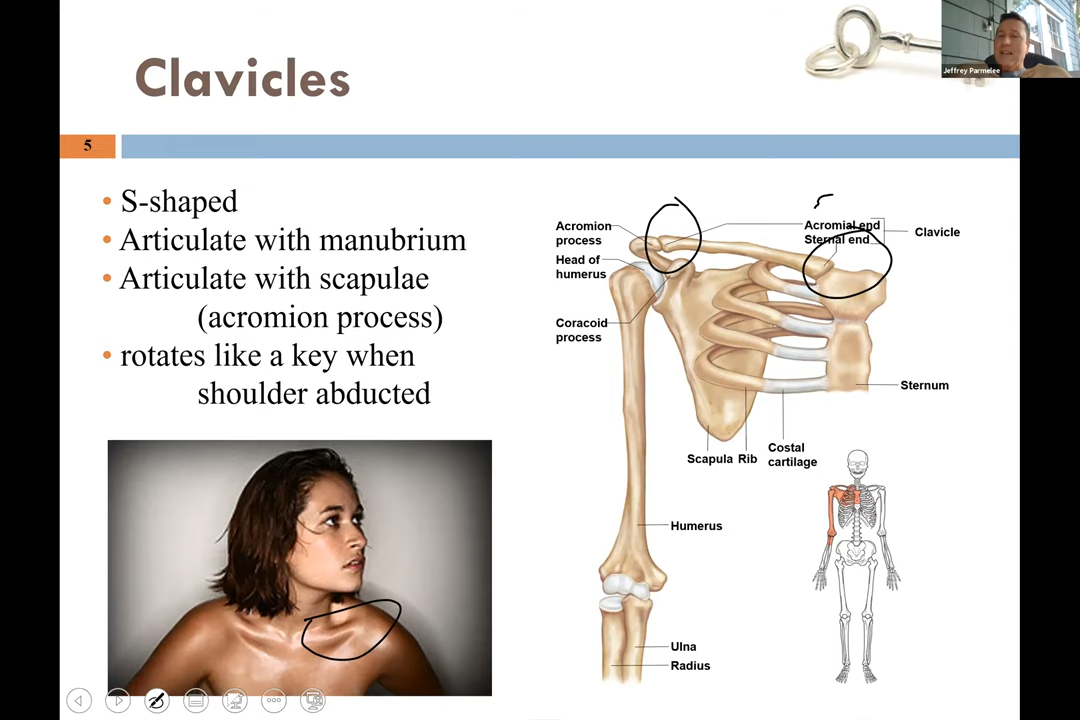 Jeffrey Parmelee
Clavicles
5
• S-shaped
• Articulate with manubrium
• Articulate with scapulae
(acromion process)
• rotates like a key when
shoulder abducted
Acromion
process
Head of
humerus
Coracoid
process
Acromial end
Sternal end
Clavicle
Sternum
Scapula
Rib
Costal
cartilage
Humerus
Ulna
Radius